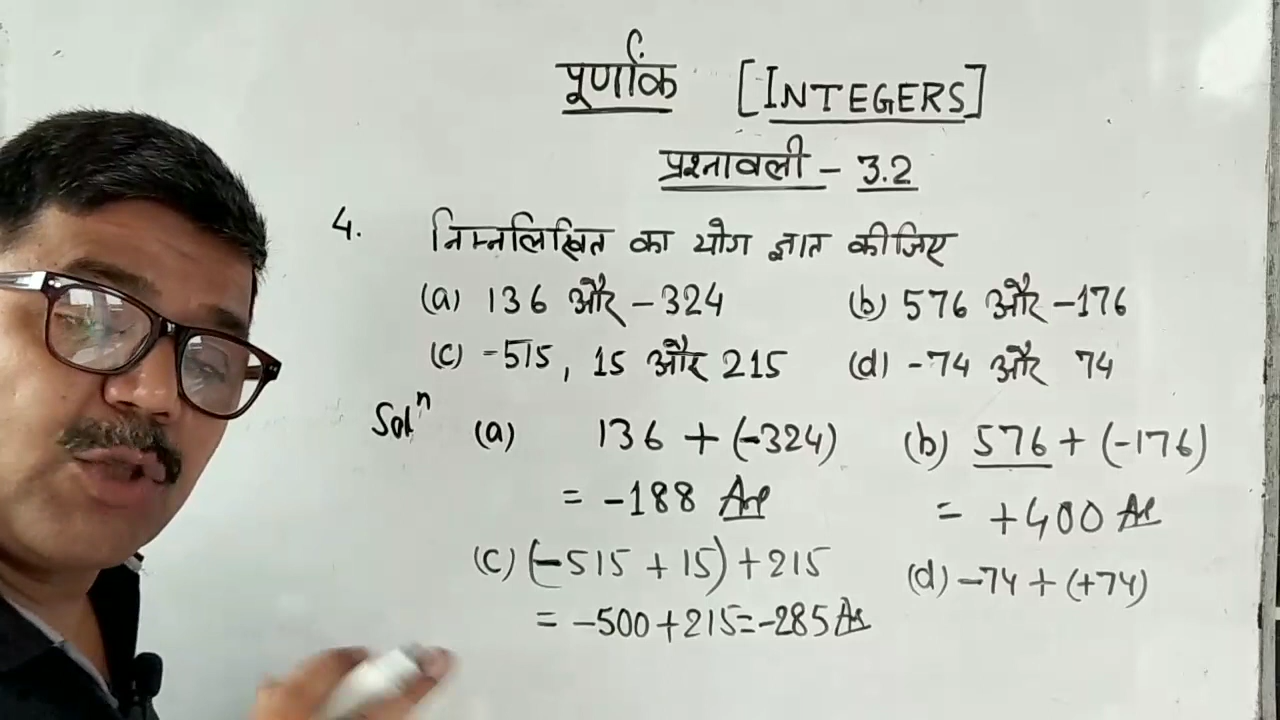 पूर्णांक [INTEGERS]
प्रश्नावली - 3.2
4. निम्नलिखित का योग ज्ञात कीजिए
(a) 136 और -324 (b) 576 और -176
(c) -515, 15 और 215 (d) -74 और 74
Solⁿ (a) 136 + (-324) (b) 576 + (-176)
= -188 Ans = +400 Ans
(c) (-515 + 15) + 215 (d) -74 + (+74)
= -500 + 215 = -285 Ans